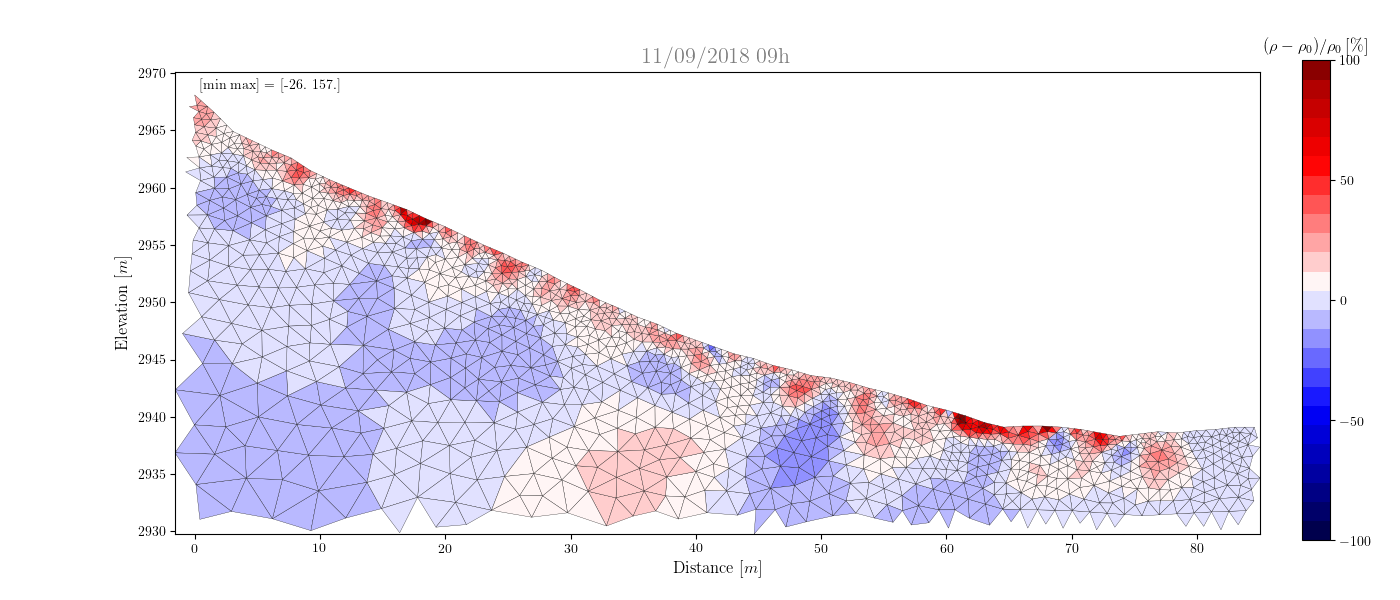 11/09/2018 09h
(ρ − ρ₀)/ρ₀ [%]
[min max] = [-26. 157.]
2970
2965
2960
2955
2950
2945
2940
2935
2930
Elevation [m]
0 10 20 30 40 50 60 70 80
Distance [m]
100
50
0
−50
−100